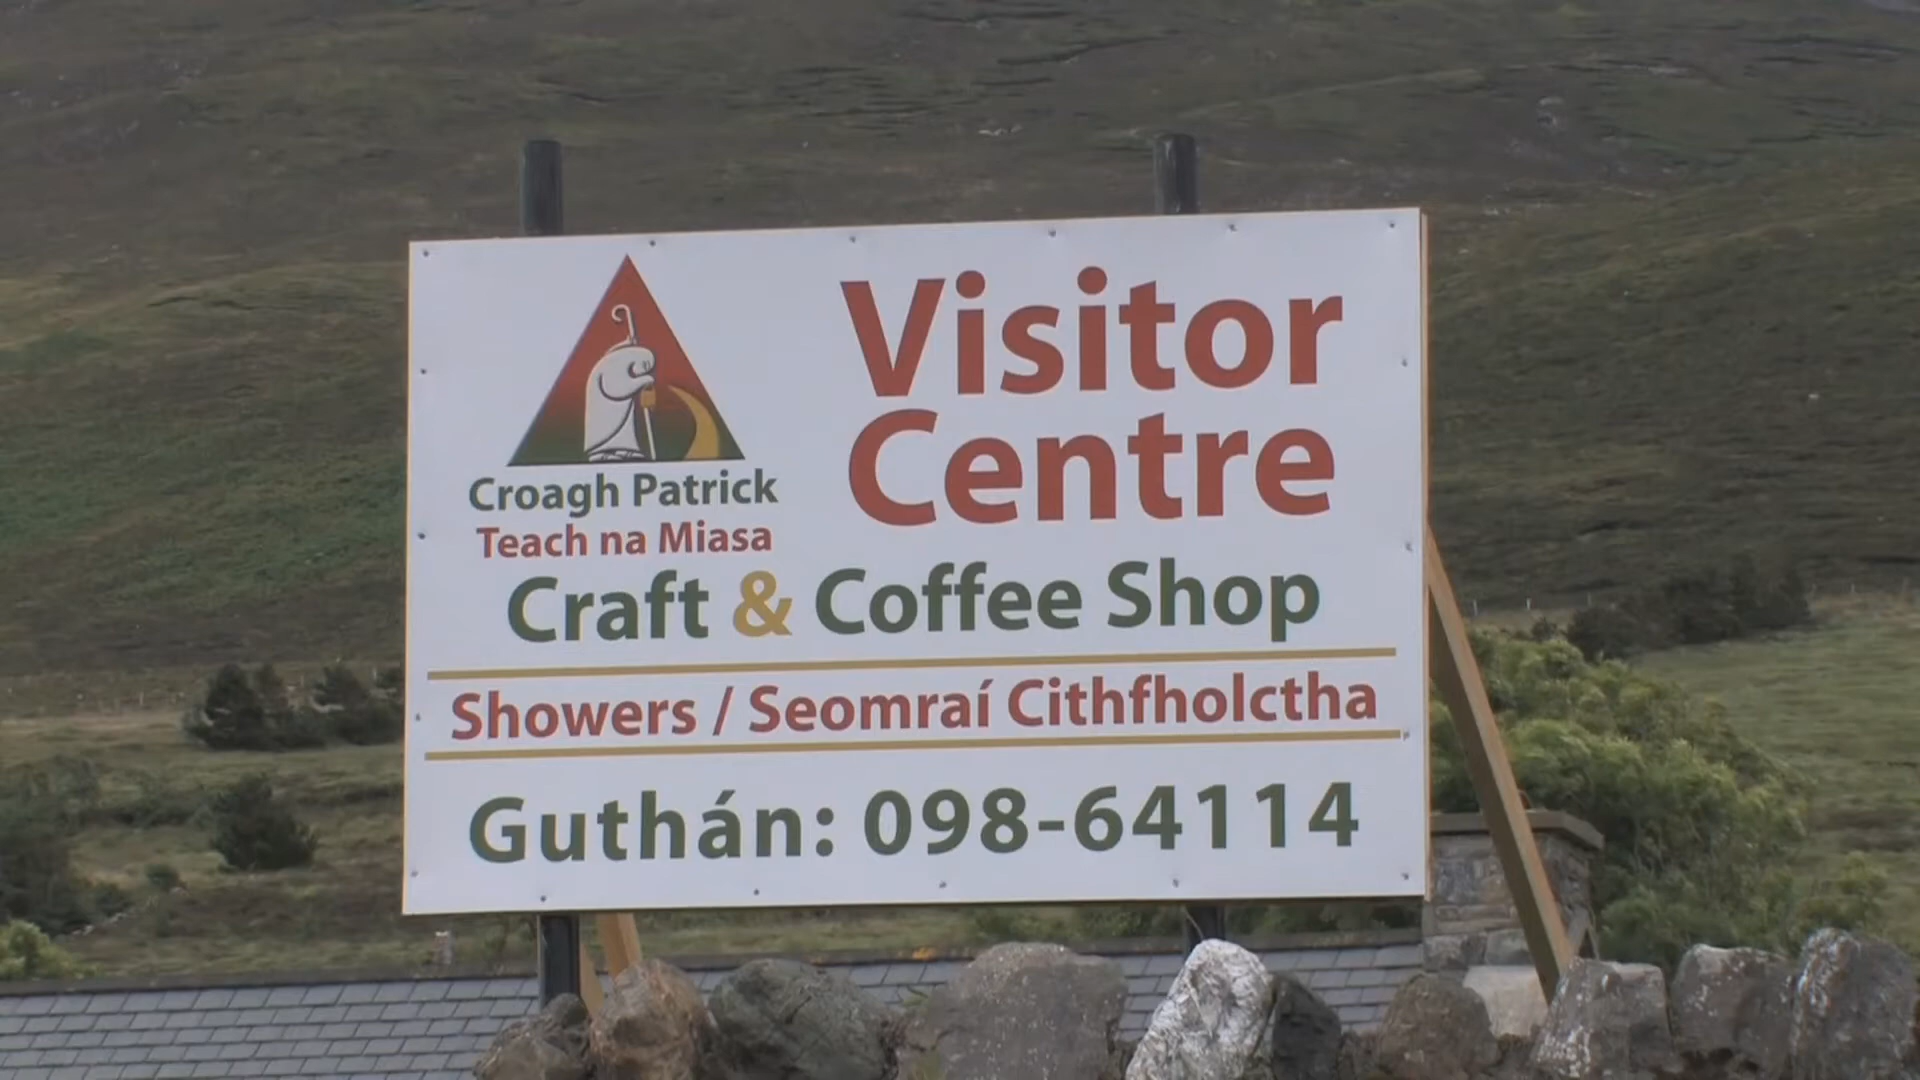 Croagh Patrick
Teach na Miasa
Visitor
Centre
Craft & Coffee Shop
Showers / Seomraí Cithfholctha
Guthán: 098-64114